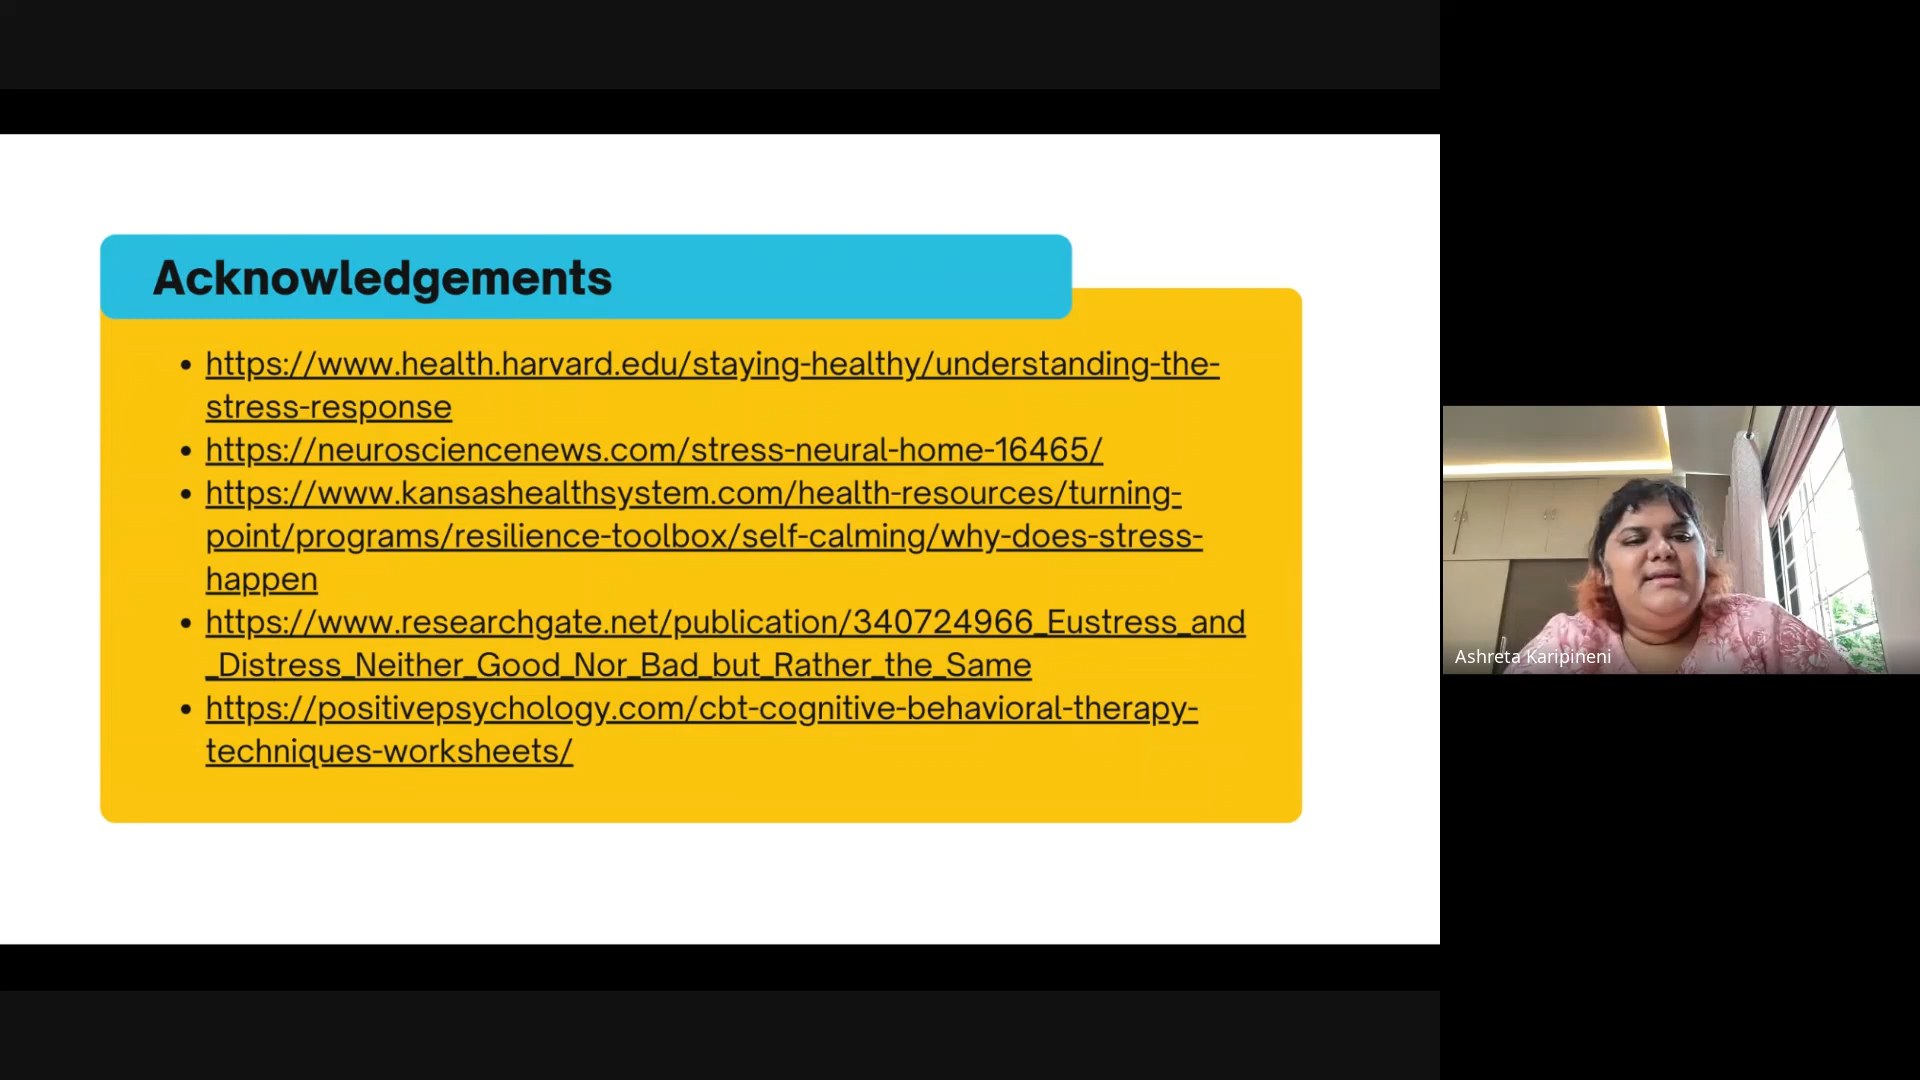 Acknowledgements
• https://www.health.harvard.edu/staying-healthy/understanding-the-
stress-response
• https://neurosciencenews.com/stress-neural-home-16465/
• https://www.kansashealthsystem.com/health-resources/turning-
point/programs/resilience-toolbox/self-calming/why-does-stress-
happen
• https://www.researchgate.net/publication/340724966_Eustress_and
_Distress_Neither_Good_Nor_Bad_but_Rather_the_Same
• https://positivepsychology.com/cbt-cognitive-behavioral-therapy-
techniques-worksheets/
Ashreta Karipineni